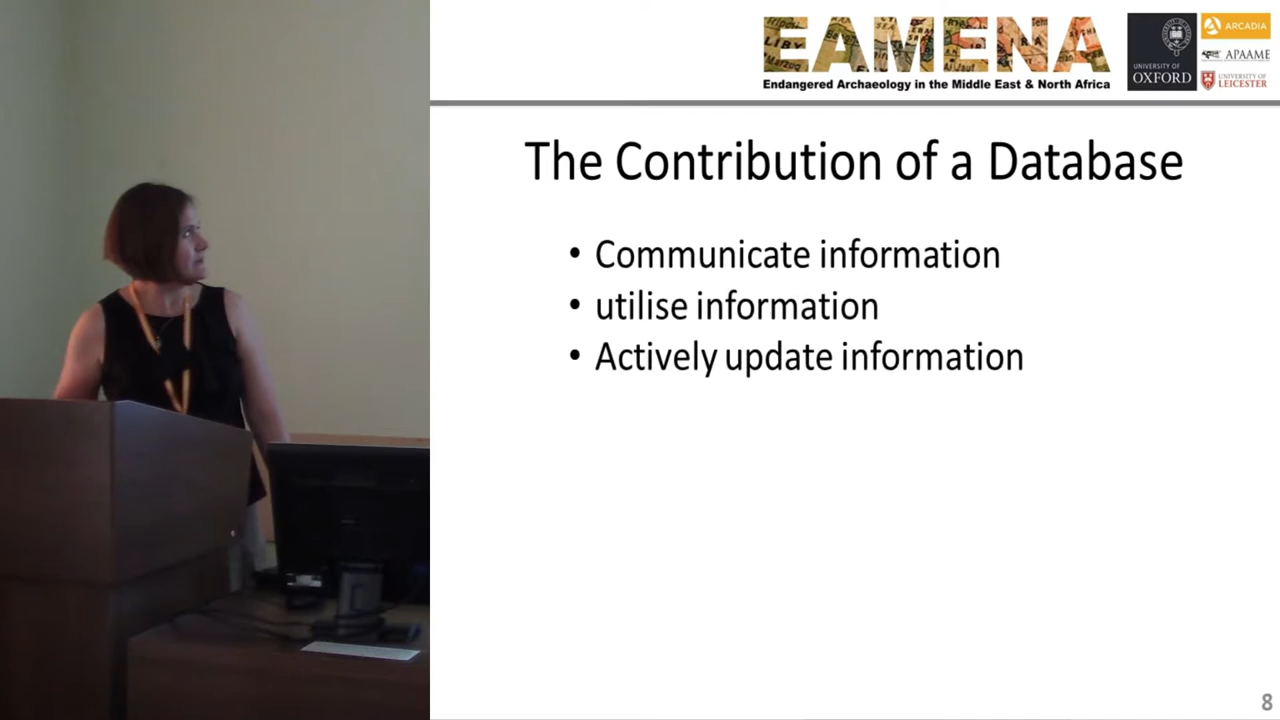 EAMENA
Endangered Archaeology in the Middle East & North Africa
UNIVERSITY OF
OXFORD
ARCADIA
APAAME
UNIVERSITY OF
LEICESTER
The Contribution of a Database
• Communicate information
• utilise information
• Actively update information
8